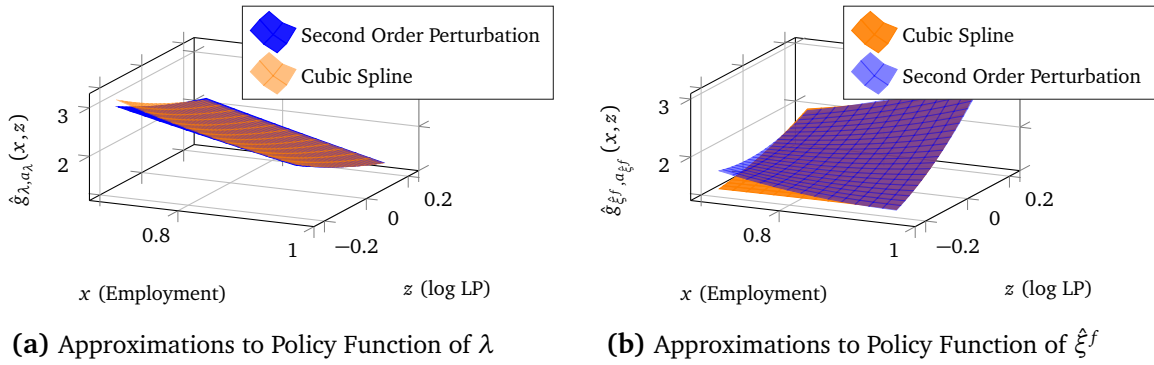 Second Order Perturbation
Cubic Spline
3
2
ĝλ,aλ(x,z)
0.8
1
−0.2
0
0.2
x (Employment)
z (log LP)
(a) Approximations to Policy Function of λ
Cubic Spline
Second Order Perturbation
3
2
ĝξ̂f,aξ̂f(x,z)
0.8
1
−0.2
0
0.2
x (Employment)
z (log LP)
(b) Approximations to Policy Function of ξ̂f